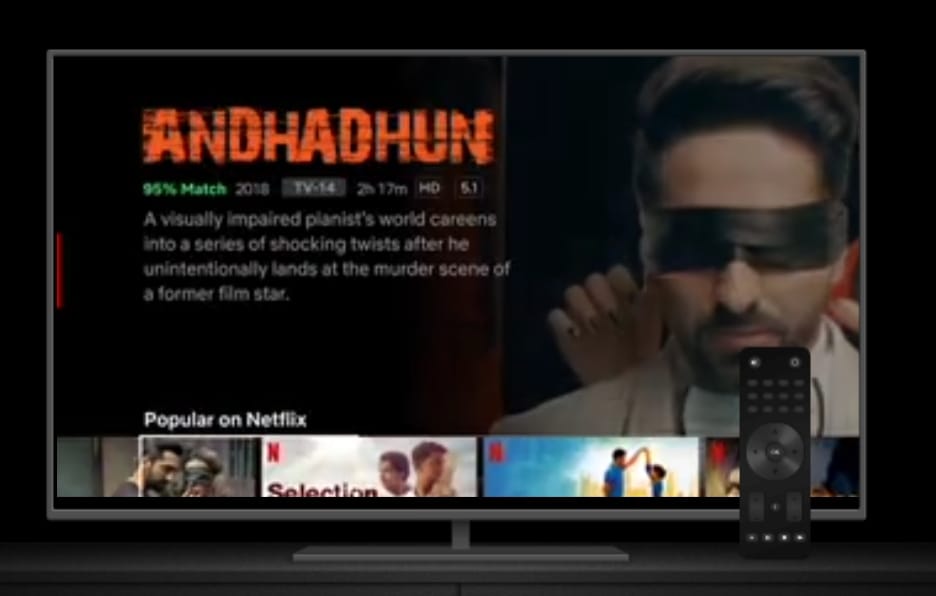 ANDHADHUN
95% Match 2018 TV-14 2h 17m HD 5.1
A visually impaired pianist's world careens
into a series of shocking twists after he
unintentionally lands at the murder scene of
a former film star.
Popular on Netflix
N
N
N
Selection
OK